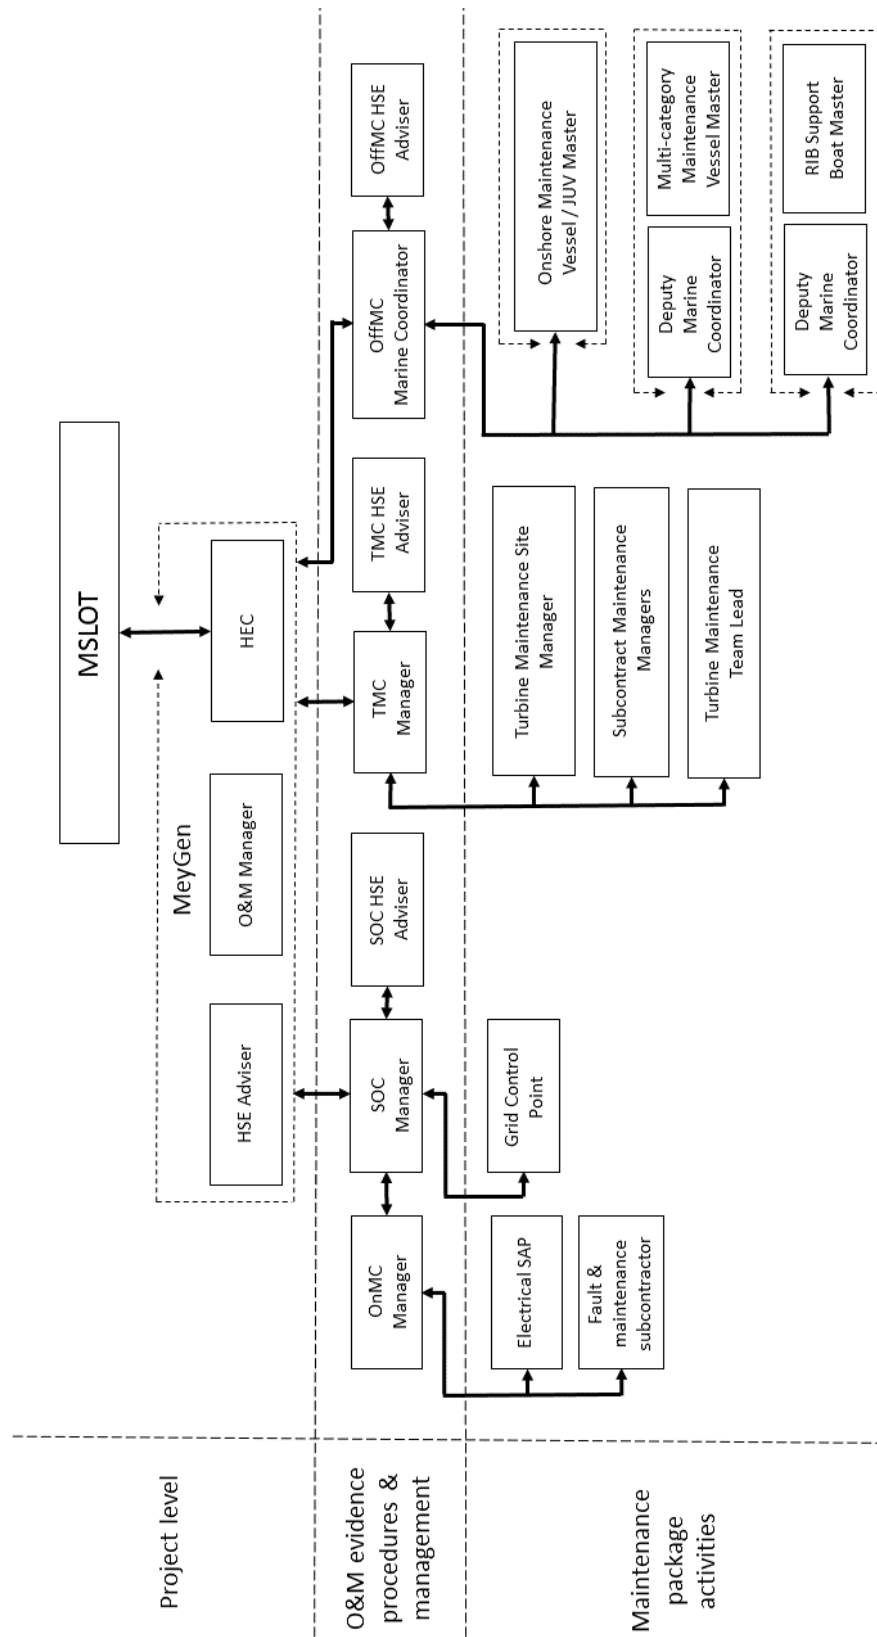 Project level
MSLOT
MeyGen
HSE Adviser
O&M Manager
HEC
O&M evidence
procedures &
management
OnMC
Manager
SOC
Manager
SOC HSE
Adviser
TMC
Manager
TMC HSE
Adviser
OffMC
Marine Coordinator
OffMC HSE
Adviser
Maintenance
package
activities
Electrical SAP
Fault &
maintenance
subcontractor
Grid Control
Point
Turbine Maintenance Site
Manager
Subcontract Maintenance
Managers
Turbine Maintenance
Team Lead
Onshore Maintenance
Vessel / JUV Master
Deputy
Marine
Coordinator
Multi-category
Maintenance
Vessel Master
Deputy
Marine
Coordinator
RIB Support
Boat Master